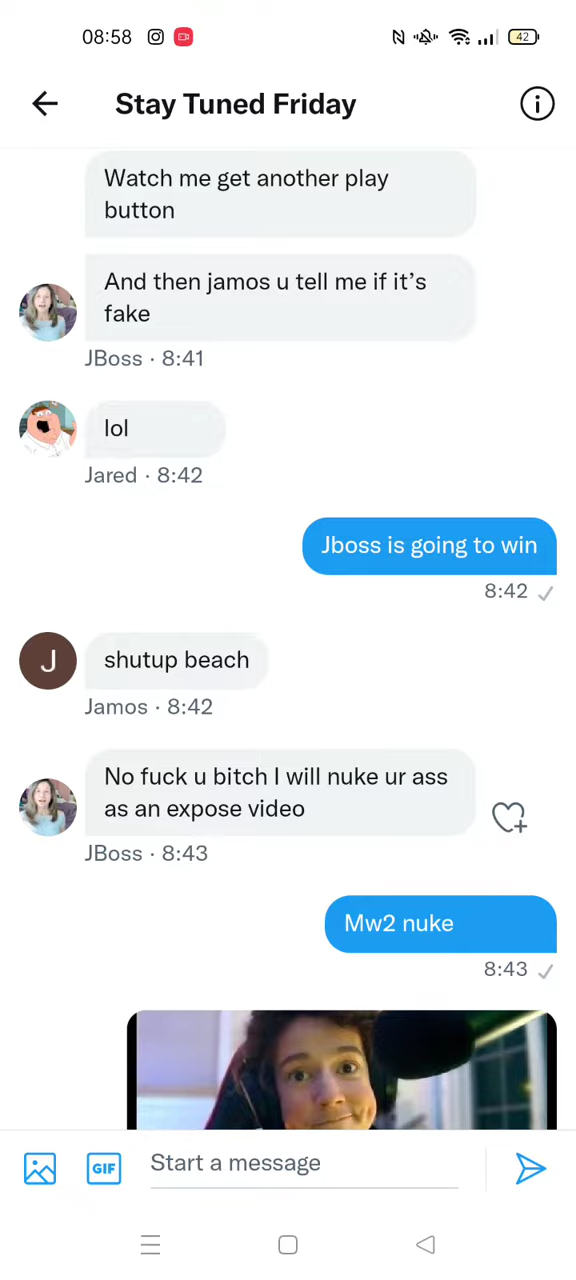 08:58
42
Stay Tuned Friday
Watch me get another play
button
And then jamos u tell me if it's
fake
JBoss · 8:41
lol
Jared · 8:42
Jboss is going to win
8:42
J
shutup beach
Jamos · 8:42
No fuck u bitch I will nuke ur ass
as an expose video
JBoss · 8:43
Mw2 nuke
8:43
GIF
Start a message